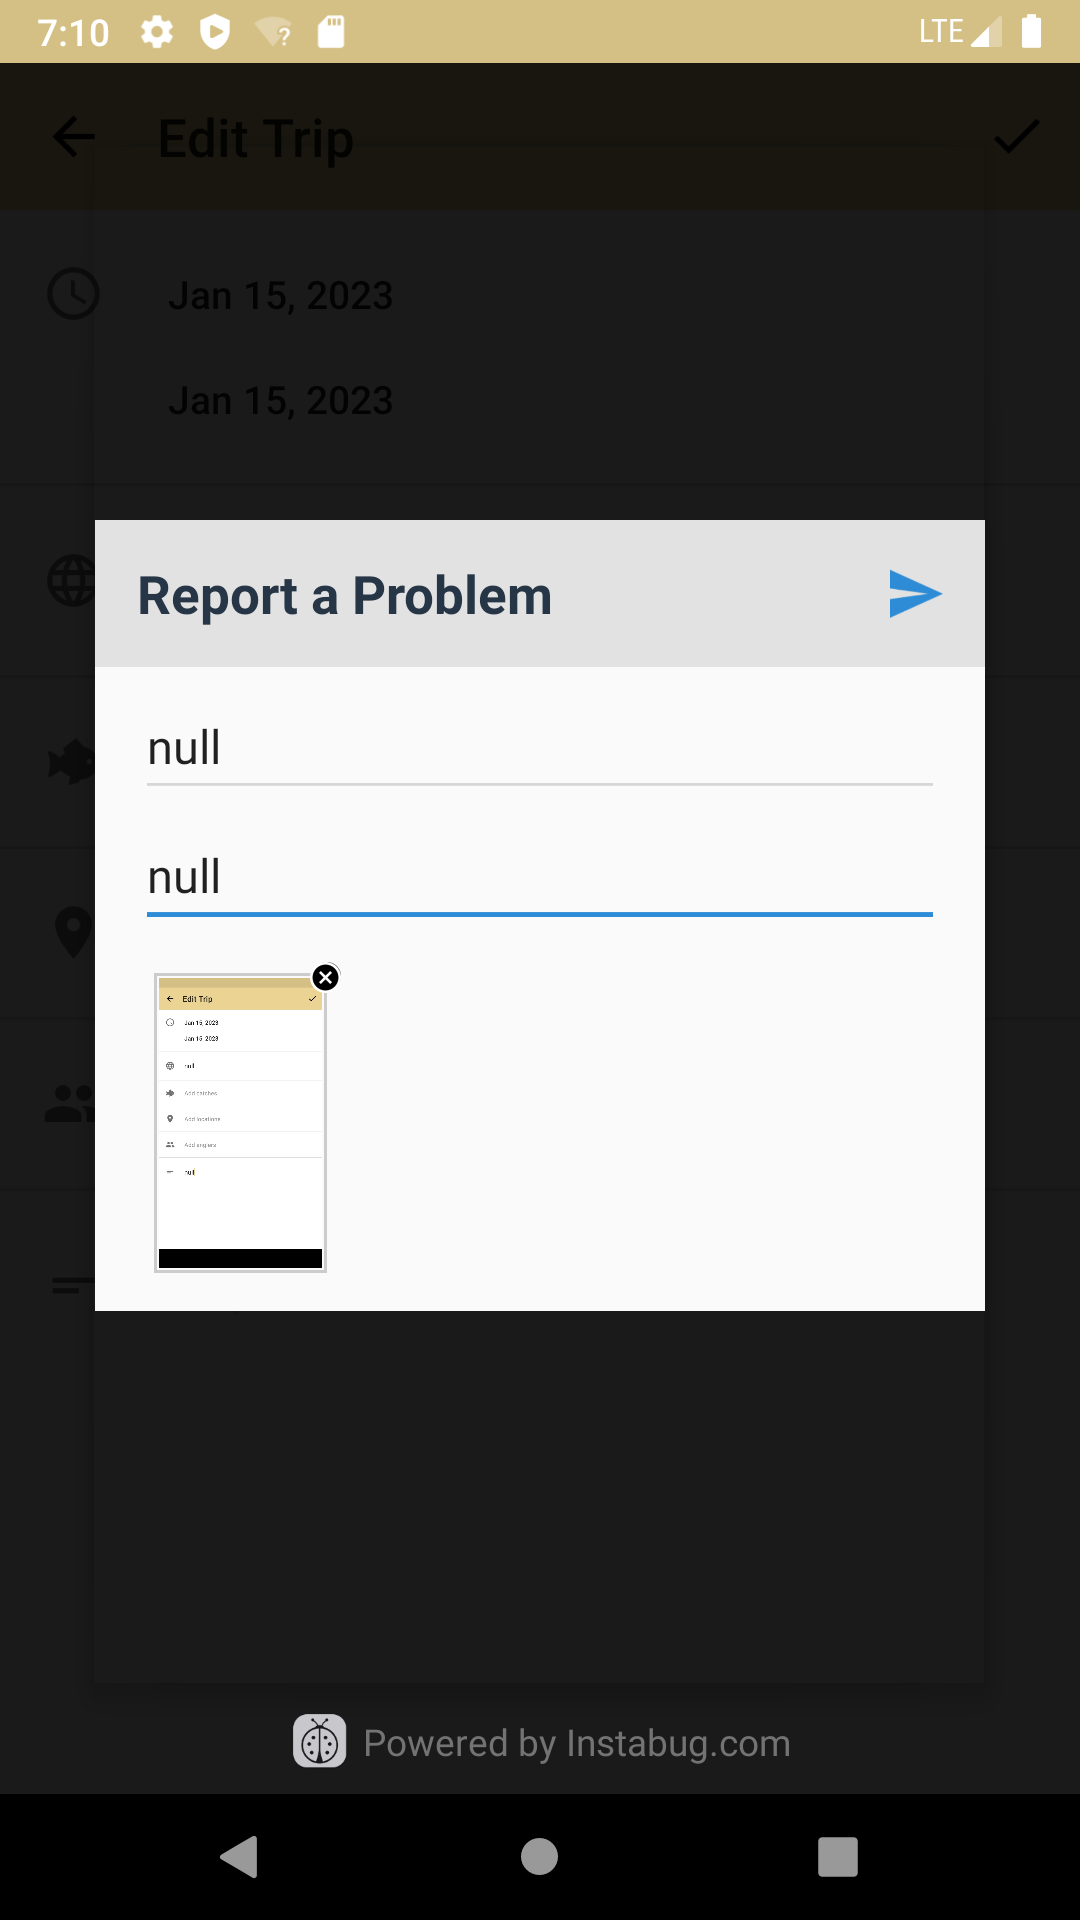 7:10
LTE
Edit Trip
Jan 15, 2023
Jan 15, 2023
Report a Problem
null
null
Edit Trip
Jan 15, 2023
Jan 15, 2023
null
Add catches
Add locations
Add anglers
null
Powered by Instabug.com